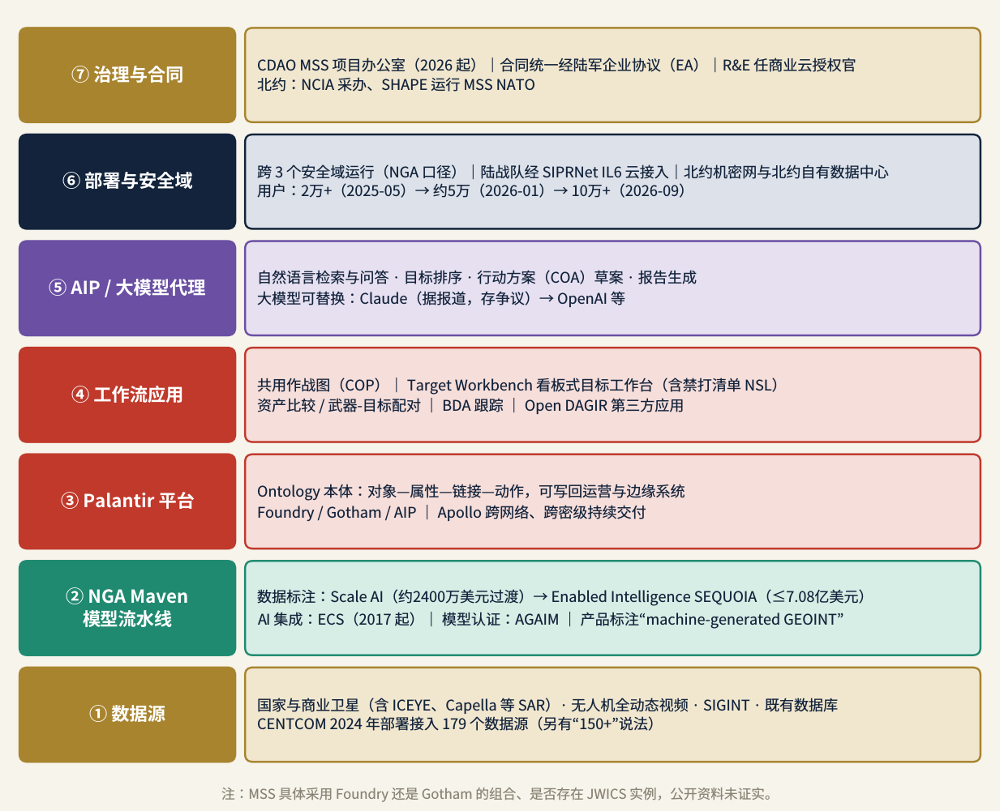 ⑦ 治理与合同
CDAO MSS 项目办公室（2026 起）｜合同统一经陆军企业协议（EA）｜R&E 任商业云授权官
北约：NCIA 采办、SHAPE 运行 MSS NATO
⑥ 部署与安全域
跨 3 个安全域运行（NGA 口径）｜陆战队经 SIPRNet IL6 云接入｜北约机密网与北约自有数据中心
用户：2万+（2025-05）→ 约5万（2026-01）→ 10万+（2026-09）
⑤ AIP / 大模型代理
自然语言检索与问答 · 目标排序 · 行动方案（COA）草案 · 报告生成
大模型可替换：Claude（据报道，存争议）→ OpenAI 等
④ 工作流应用
共用作战图（COP）｜ Target Workbench 看板式目标工作台（含禁打清单 NSL）
资产比较 / 武器-目标配对 ｜ BDA 跟踪 ｜ Open DAGIR 第三方应用
③ Palantir 平台
Ontology 本体：对象—属性—链接—动作，可写回运营与边缘系统
Foundry / Gotham / AIP ｜ Apollo 跨网络、跨密级持续交付
② NGA Maven
模型流水线
数据标注：Scale AI（约2400万美元过渡）→ Enabled Intelligence SEQUOIA（≤7.08亿美元）
AI 集成：ECS（2017 起）｜ 模型认证：AGAIM ｜ 产品标注“machine-generated GEOINT”
① 数据源
国家与商业卫星（含 ICEYE、Capella 等 SAR）· 无人机全动态视频 · SIGINT · 既有数据库
CENTCOM 2024 年部署接入 179 个数据源（另有“150+”说法）
注：MSS 具体采用 Foundry 还是 Gotham 的组合、是否存在 JWICS 实例，公开资料未证实。